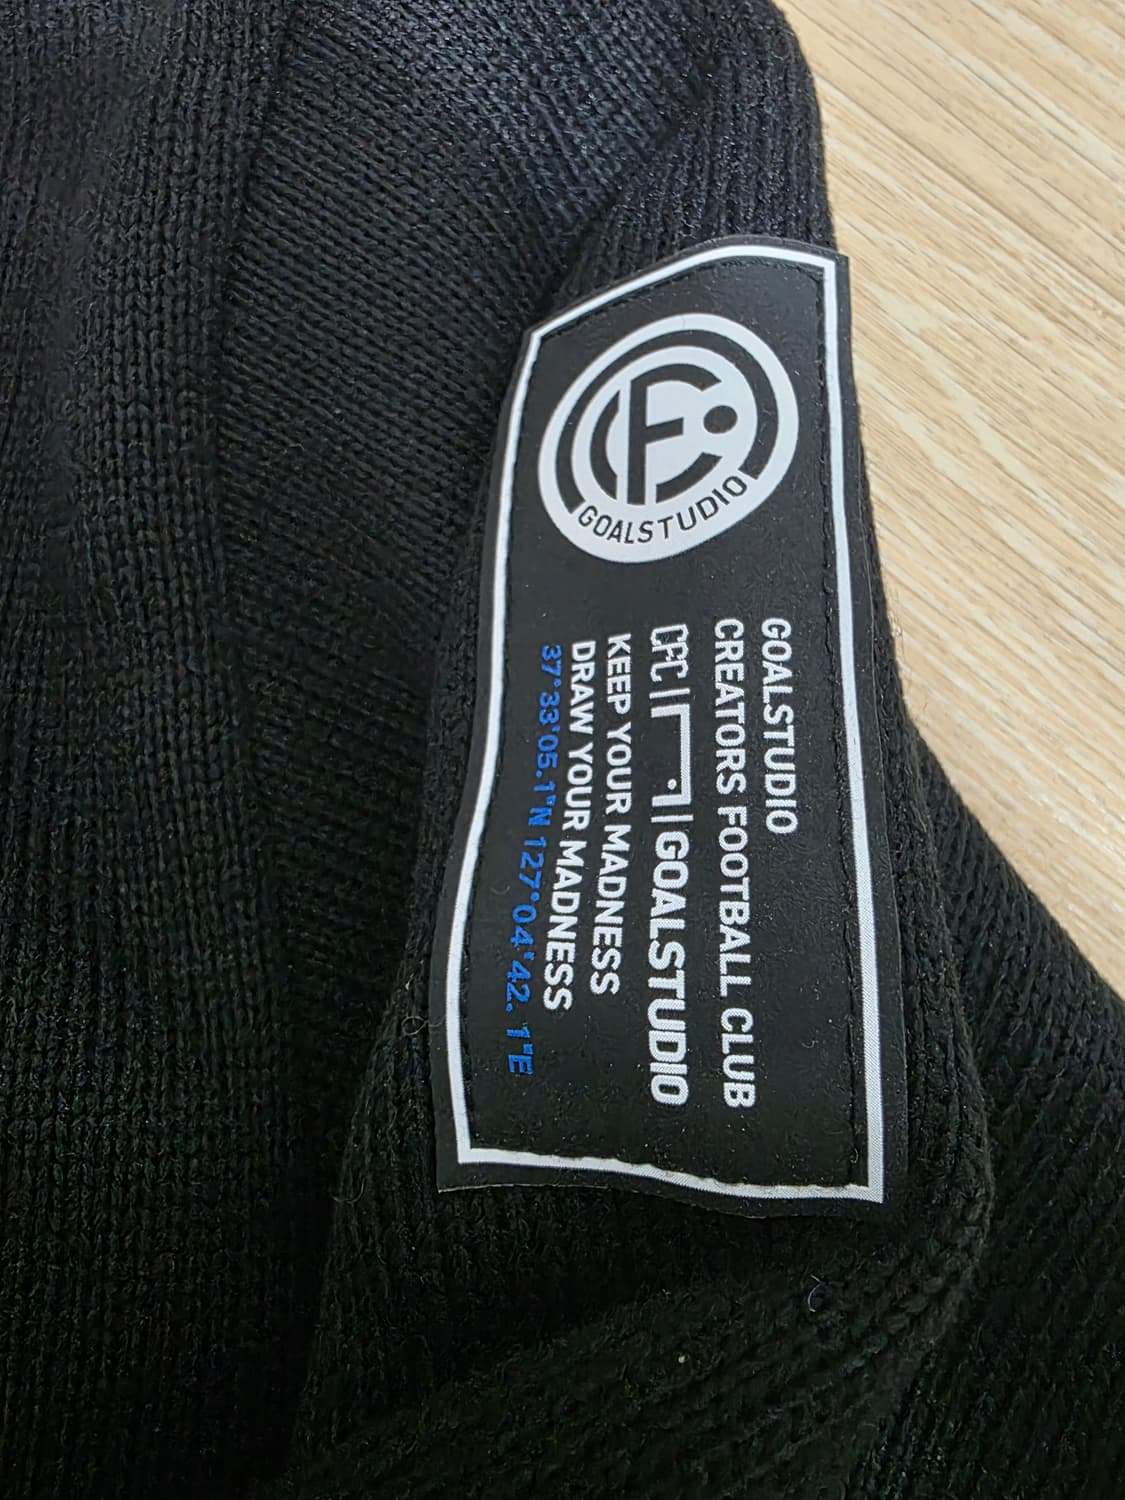 CF
GOALSTUDIO
GOALSTUDIO
CREATORS FOOTBALL CLUB
CFC | | GOALSTUDIO
KEEP YOUR MADNESS
DRAW YOUR MADNESS
37°33'05.1"N 127°04'42. 1"E